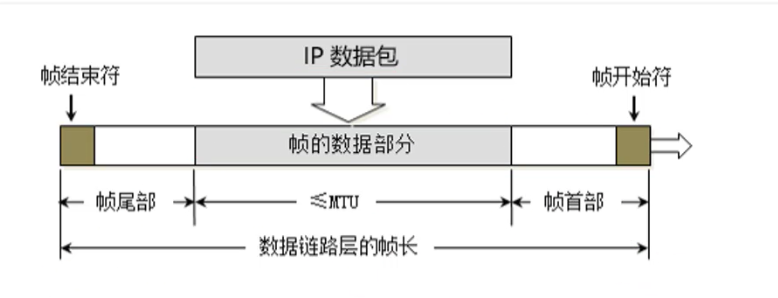 IP 数据包
帧结束符
帧开始符
帧的数据部分
帧尾部
≤MTU
帧首部
数据链路层的帧长